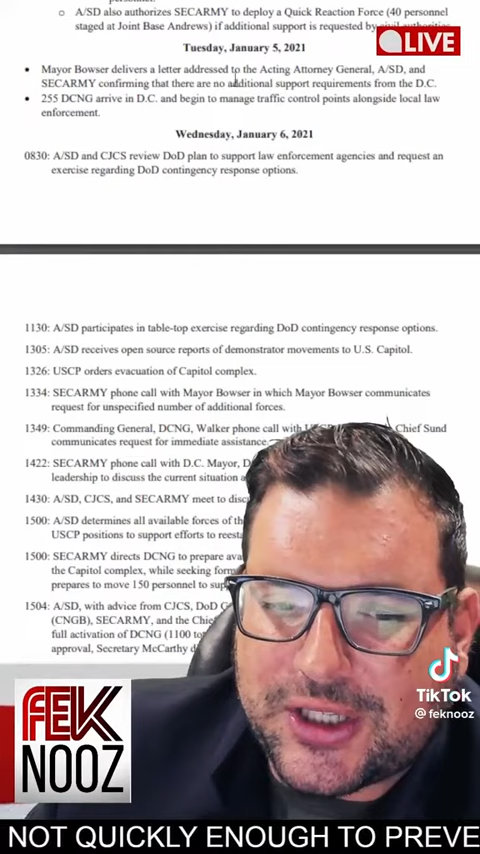 personnel.
A/SD also authorizes SECARMY to deploy a Quick Reaction Force (40 personnel
staged at Joint Base Andrews) if additional support is requested by civil authorities.
LIVE
Tuesday, January 5, 2021
• Mayor Bowser delivers a letter addressed to the Acting Attorney General, A/SD, and
SECARMY confirming that there are no additional support requirements from the D.C.
• 255 DCNG arrive in D.C. and begin to manage traffic control points alongside local law
enforcement.
Wednesday, January 6, 2021
0830: A/SD and CJCS review DoD plan to support law enforcement agencies and request an
exercise regarding DoD contingency response options.
1130: A/SD participates in table-top exercise regarding DoD contingency response options.
1305: A/SD receives open source reports of demonstrator movements to U.S. Capitol.
1326: USCP orders evacuation of Capitol complex.
1334: SECARMY phone call with Mayor Bowser in which Mayor Bowser communicates
request for unspecified number of additional forces.
1349: Commanding General, DCNG, Walker phone call with Chief Sund
communicates request for immediate assistance.
1422: SECARMY phone call with D.C. Mayor, D
leadership to discuss the current situation a
1430: A/SD, CJCS, and SECARMY meet to disc
1500: A/SD determines all available forces of th
USCP positions to support efforts to reesta
1500: SECARMY directs DCNG to prepare ava
the Capitol complex, while seeking form
prepares to move 150 personnel to sup
1504: A/SD, with advice from CJCS, DoD G
(CNGB), SECARMY, and the Chie
full activation of DCNG (1100 tot
approval, Secretary McCarthy d
FEK
NOOZ
TikTok
@feknooz
NOT QUICKLY ENOUGH TO PREVE